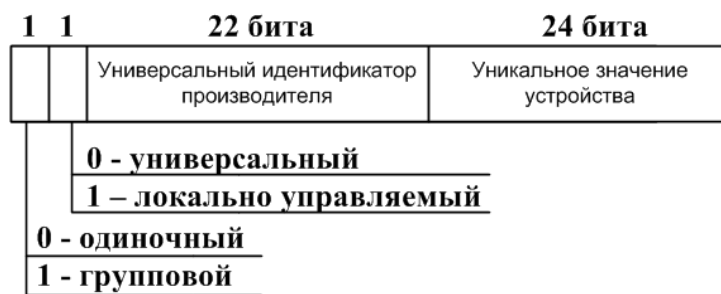 1 1 22 бита 24 бита
Универсальный идентификатор
производителя
Уникальное значение
устройства
0 - универсальный
1 – локально управляемый
0 - одиночный
1 - групповой